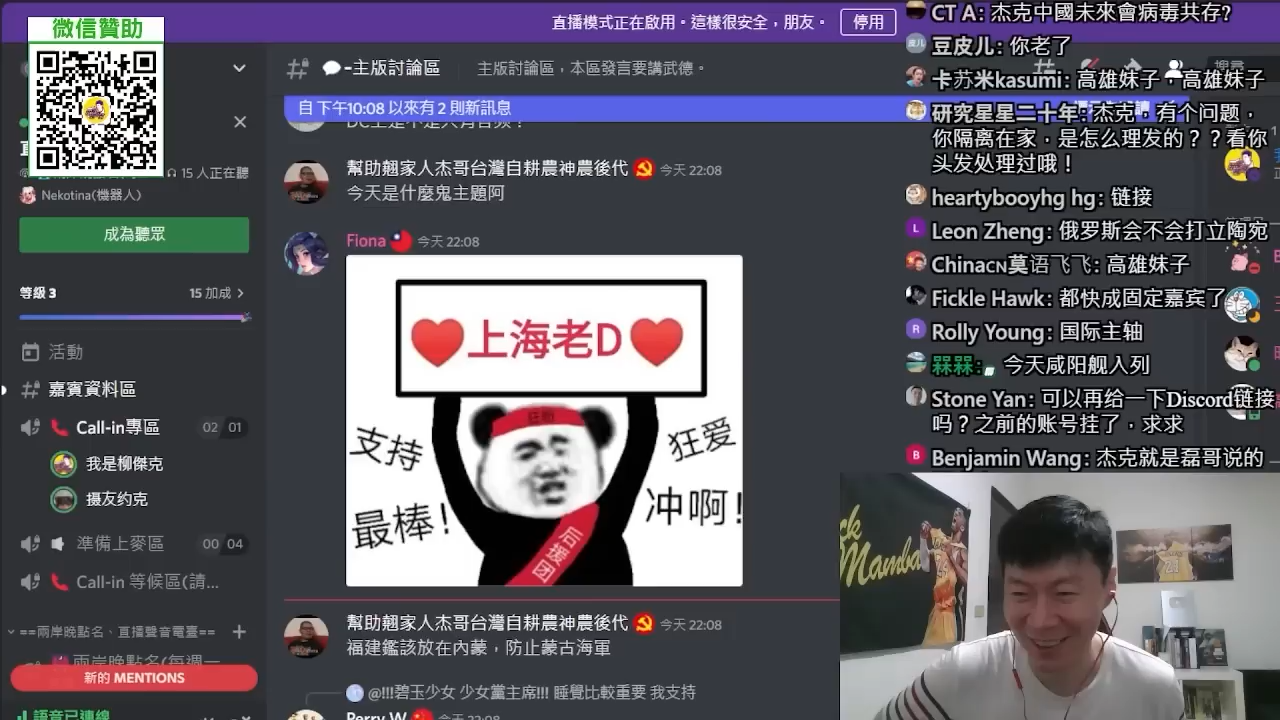 微信贊助
直播模式正在啟用。這樣很安全，朋友。
停用
-主版討論區
主版討論區，本區發言要講武德。
自 下午10:08 以來有 2 則新訊息
15 人正在聽
Nekotina(機器人)
成為聽眾
等級 3
15 加成
活動
嘉賓資料區
Call-in專區
02 01
我是柳傑克
摄友约克
準備上麥區
00 04
Call-in 等候區(請...
==兩岸晚點名、直播聲音電臺==
兩岸晚點名(每週一
新的 MENTIONS
語音已連線
幫助翹家人杰哥台灣自耕農神農後代 今天 22:08
今天是什麼鬼主題阿
Fiona 今天 22:08
上海老D
支持
狂爱
最棒！
冲啊！
后援团
幫助翹家人杰哥台灣自耕農神農後代 今天 22:08
福建鑑該放在內蒙，防止蒙古海軍
@!!!碧玉少女 少女黨主席!!! 睡覺比較重要 我支持
Perry W 今天 22:08
CT A: 杰克中國未來會病毒共存?
豆皮儿: 你老了
卡苏米kasumi: 高雄妹子，高雄妹子
研究星星二十年: 杰克，有个问题，
你隔离在家，是怎么理发的？？看你
头发处理过哦！
heartybooyhg hg: 链接
Leon Zheng: 俄罗斯会不会打立陶宛
ChinaCN莫语飞飞: 高雄妹子
Fickle Hawk: 都快成固定嘉宾了
Rolly Young: 国际主轴
槑槑: 今天咸阳舰入列
Stone Yan: 可以再给一下Discord链接
吗？之前的账号挂了，求求
Benjamin Wang: 杰克就是磊哥说的
Mamba
24